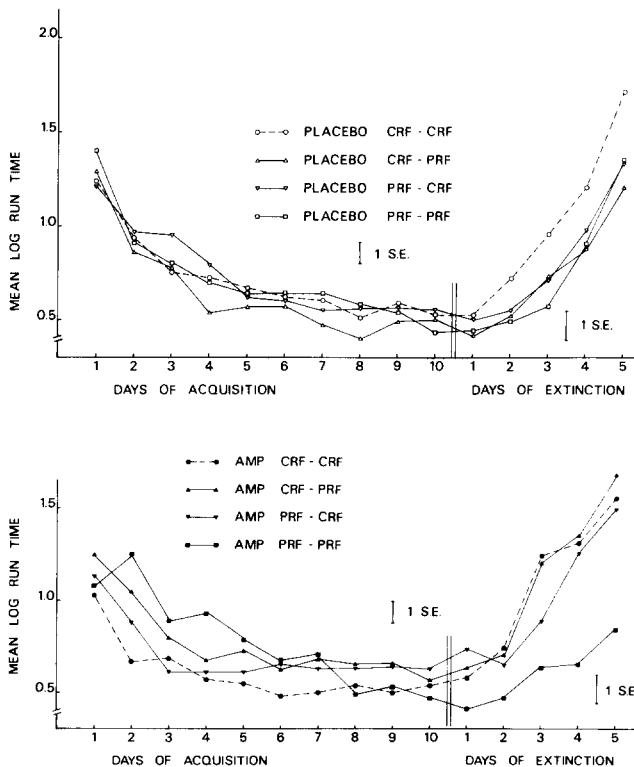 2.0
1.5
1.0
0.5
MEAN LOG RUN TIME
PLACEBO CRF - CRF
PLACEBO CRF - PRF
PLACEBO PRF - CRF
PLACEBO PRF - PRF
1 S.E.
1 S.E.
1 2 3 4 5 6 7 8 9 10 1 2 3 4 5
DAYS OF ACQUISITION DAYS OF EXTINCTION
AMP CRF - CRF
AMP CRF - PRF
AMP PRF - CRF
AMP PRF - PRF
1.5
1.0
0.5
MEAN LOG RUN TIME
1 S.E.
1 S.E.
1 2 3 4 5 6 7 8 9 10 1 2 3 4 5
DAYS OF ACQUISITION DAYS OF EXTINCTION